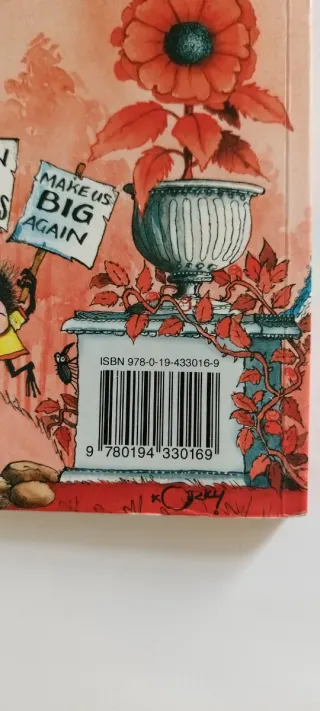 N
S
MAKE US
BIG
AGAIN
ISBN 978-0-19-433016-9
9 780194 330169
KORKY